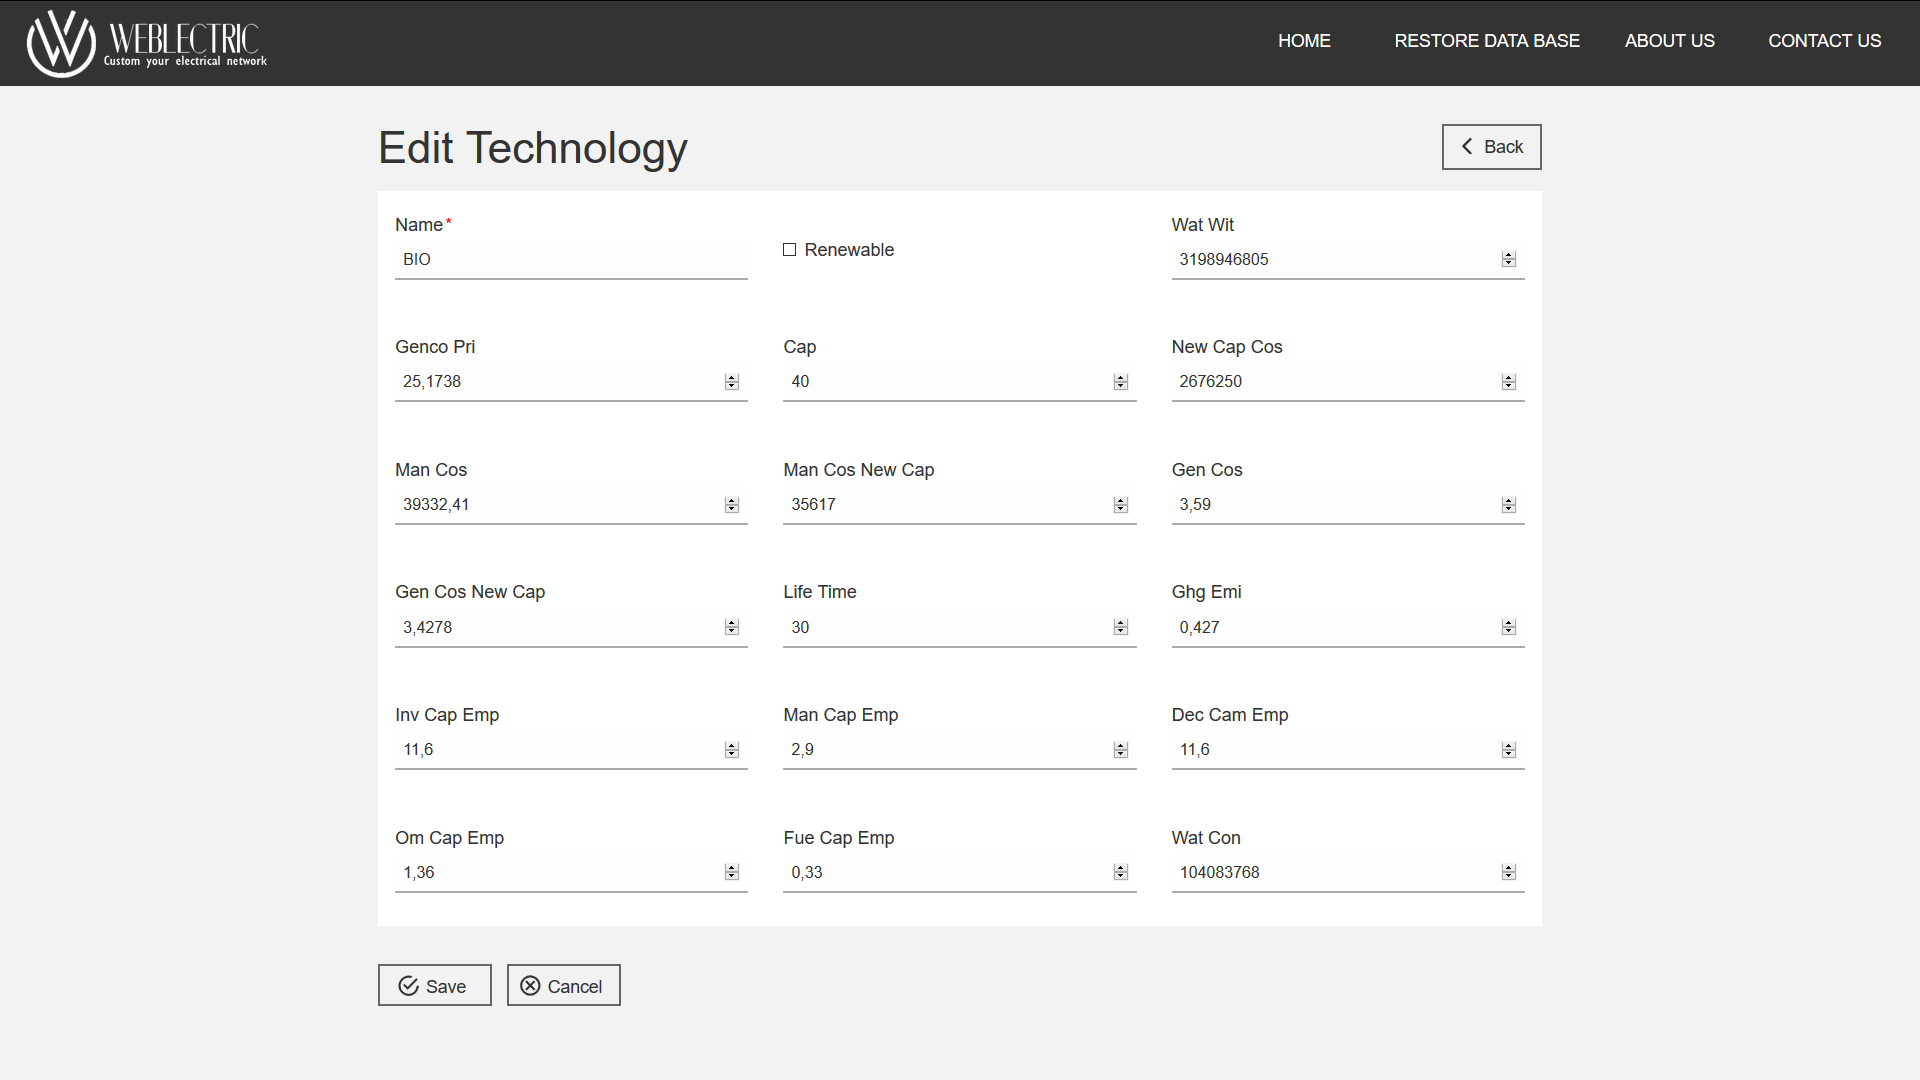 WEBLECTRIC
Custom your electrical network
HOME
RESTORE DATA BASE
ABOUT US
CONTACT US
Edit Technology
Back
Name*
BIO
Renewable
Wat Wit
3198946805
Genco Pri
25,1738
Cap
40
New Cap Cos
2676250
Man Cos
39332,41
Man Cos New Cap
35617
Gen Cos
3,59
Gen Cos New Cap
3,4278
Life Time
30
Ghg Emi
0,427
Inv Cap Emp
11,6
Man Cap Emp
2,9
Dec Cam Emp
11,6
Om Cap Emp
1,36
Fue Cap Emp
0,33
Wat Con
104083768
Save
Cancel